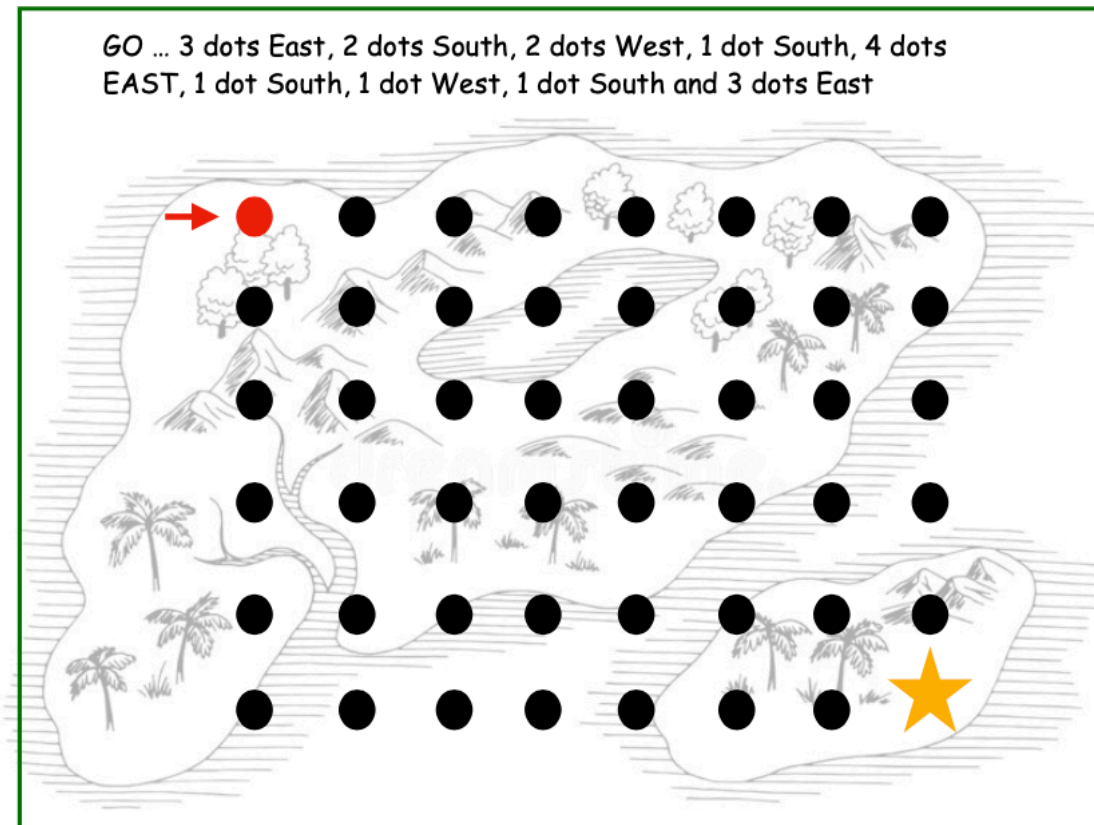 GO … 3 dots East, 2 dots South, 2 dots West, 1 dot South, 4 dots
EAST, 1 dot South, 1 dot West, 1 dot South and 3 dots East